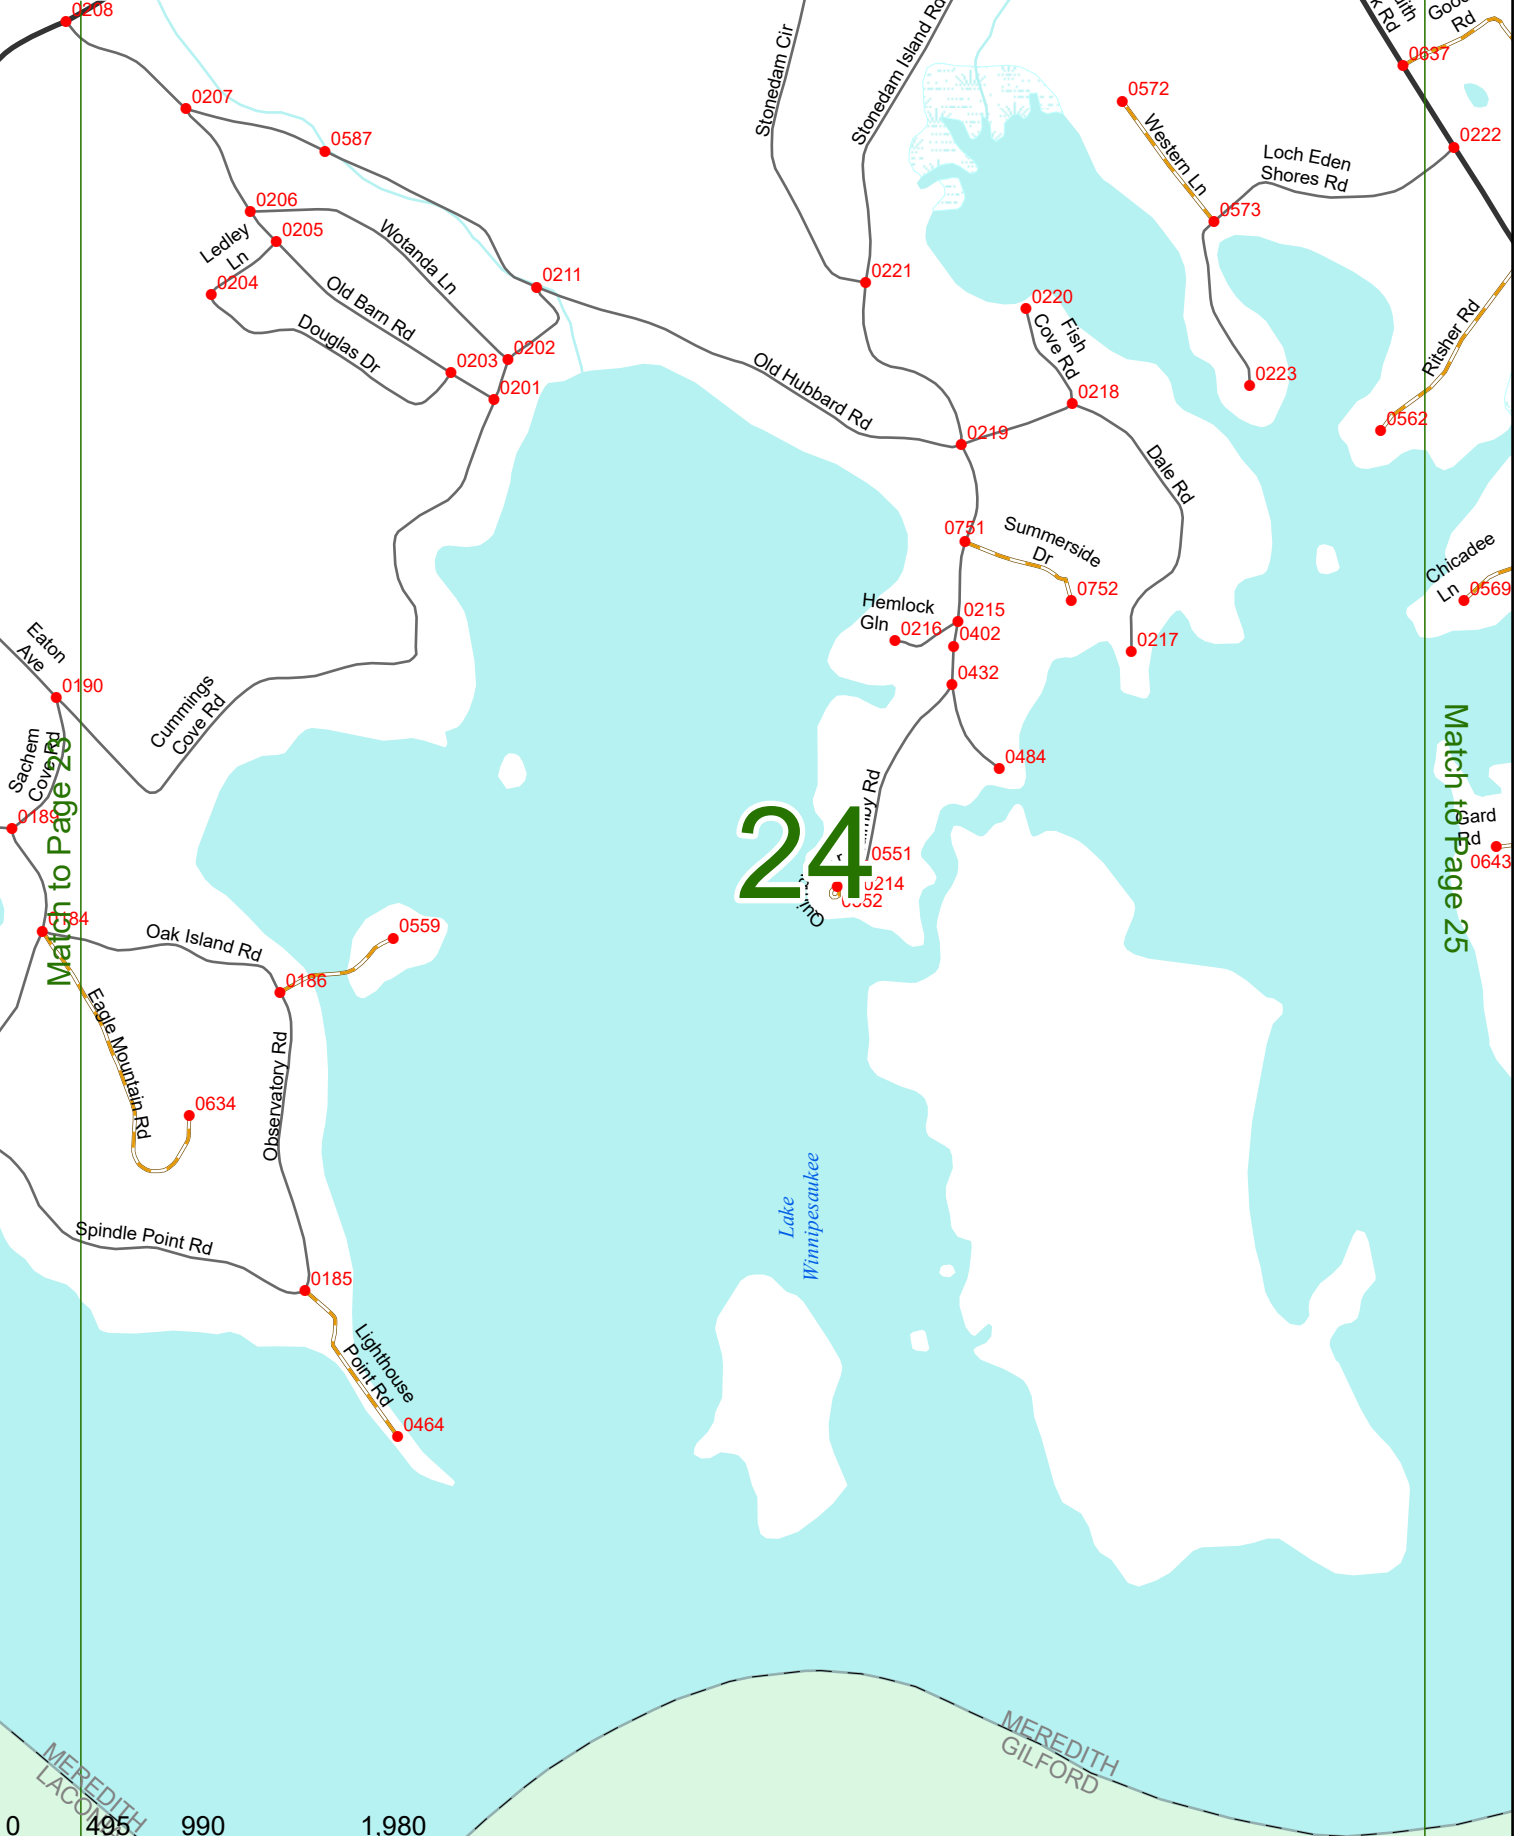 0208
0207
0587
0206
0205
Ledley
Ln
0204
Wotanda Ln
Old Barn Rd
Douglas Dr
0211
0202
0203
0201
Stonedam Cir
Stonedam Island Rd
0221
0572
Western Ln
0573
Loch Eden
Shores Rd
0637
Rd
k Rd
0222
0220
Fish
Cove Rd
0218
0223
Ritsher Rd
0562
Old Hubbard Rd
0219
Dale Rd
0751
Summerside
Dr
0752
Chicadee
Ln
0569
Hemlock
Gln
0216
0215
0402
0432
0217
0484
Eaton
Ave
0190
Cummings
Cove Rd
Sachem
Cove Rd
0189
Match to Page 23
0184
Oak Island Rd
0559
0186
Eagle Mountain Rd
0634
Observatory Rd
Spindle Point Rd
0185
Lighthouse
Point Rd
0464
24
0551
0214
Match to Page 25
Gard
Rd
0643
Lake
Winnipesaukee
MEREDITH
GILFORD
MEREDITH
0
495
990
1,980